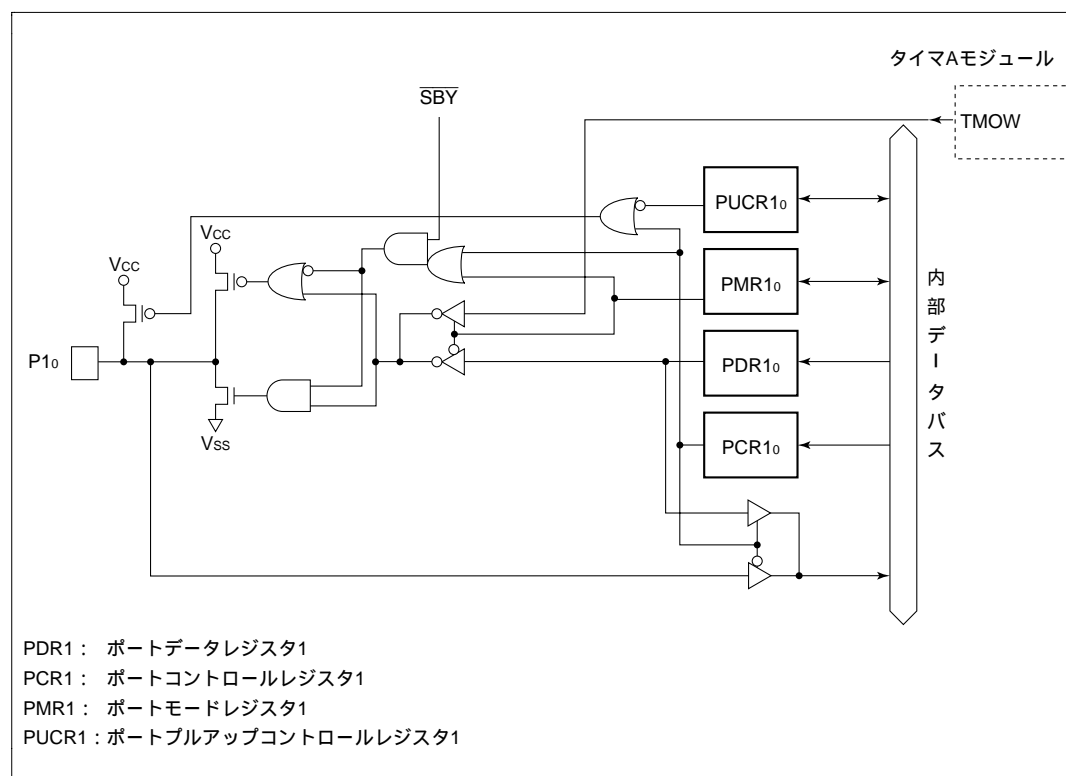 タイマAモジュール
SBY
TMOW
PUCR10
VCC
VCC
PMR10
内部データバス
P10
PDR10
VSS
PCR10
PDR1： ポートデータレジスタ1
PCR1： ポートコントロールレジスタ1
PMR1： ポートモードレジスタ1
PUCR1：ポートプルアップコントロールレジスタ1